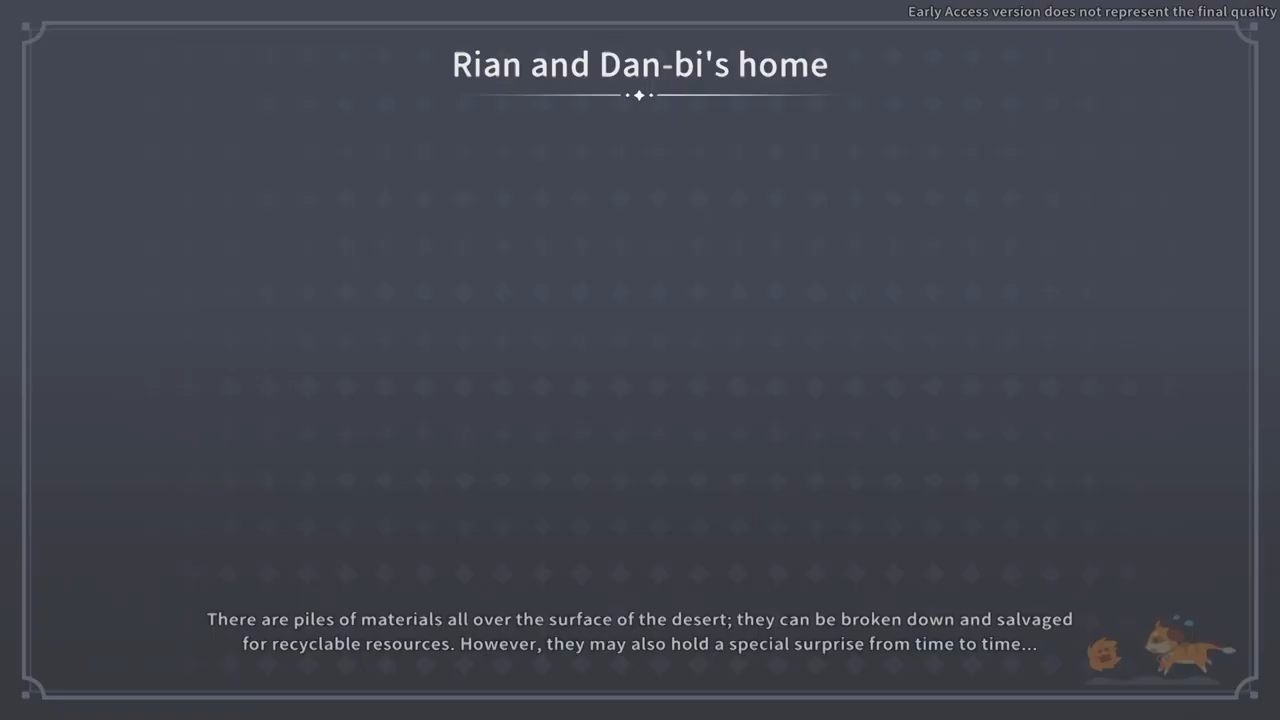 Early Access version does not represent the final quality
Rian and Dan-bi's home
There are piles of materials all over the surface of the desert; they can be broken down and salvaged
for recyclable resources. However, they may also hold a special surprise from time to time...